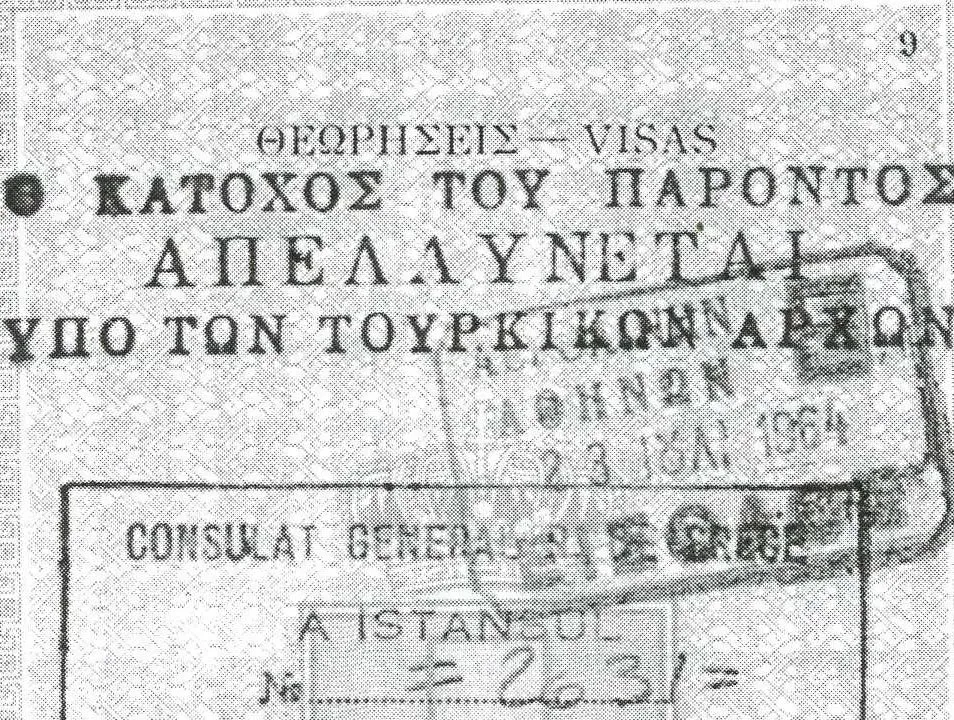 9
ΘΕΩΡΗΣΕΙΣ — VISAS
Ο ΚΑΤΟΧΟΣ ΤΟΥ ΠΑΡΟΝΤΟΣ
ΑΠΕΛΛΥΝΕΤΑΙ
ΥΠΟ ΤΩΝ ΤΟΥΡΚΙΚΩΝ ΑΡΧΩΝ
ΑΘΗΝΩΝ
23 ΙΟΥΛ 1964
CONSULAT GENERAL DE GRECE
A ISTANBUL
№ = 2631 =